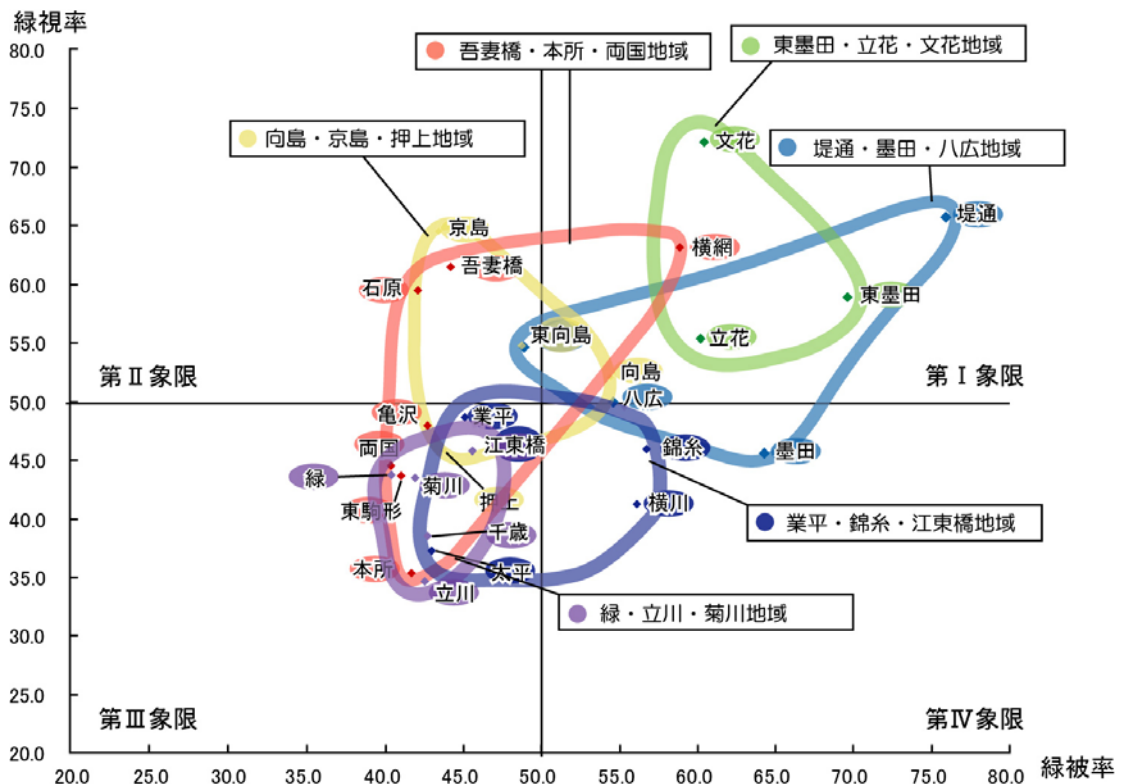 緑視率
80.0
75.0
70.0
65.0
60.0
55.0
50.0
45.0
40.0
35.0
30.0
25.0
20.0
吾妻橋・本所・両国地域
東墨田・立花・文花地域
向島・京島・押上地域
堤通・墨田・八広地域
文花
堤通
京島
横網
吾妻橋
石原
東墨田
東向島
立花
第Ⅱ象限
向島
第Ⅰ象限
八広
亀沢
業平
両国
江東橋
錦糸
墨田
緑
菊川
押上
横川
東駒形
千歳
業平・錦糸・江東橋地域
本所
太平
立川
緑・立川・菊川地域
第Ⅲ象限
第Ⅳ象限
20.0 25.0 30.0 35.0 40.0 45.0 50.0 55.0 60.0 65.0 70.0 75.0 80.0
緑被率